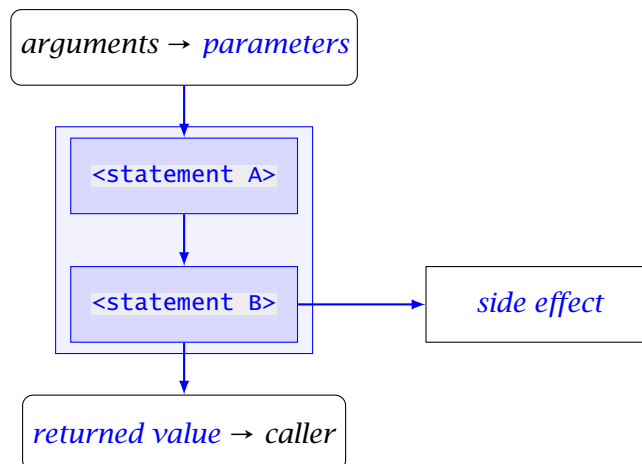 arguments → parameters
<statement A>
<statement B>
side effect
returned value → caller